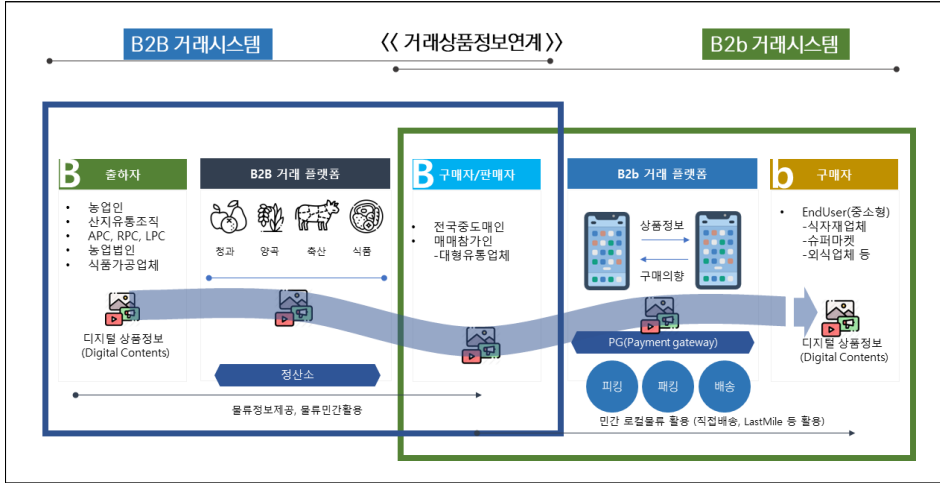 B2B 거래시스템
《 거래상품정보연계 》
B2b 거래시스템
B 출하자
• 농업인
• 산지유통조직
• APC, RPC, LPC
• 농업법인
• 식품가공업체
디지털 상품정보
(Digital Contents)
B2B 거래 플랫폼
청과 양곡 축산 식품
정산소
물류정보제공, 물류민간활용
B 구매자/판매자
• 전국중도매인
• 매매참가인
-대형유통업체
B2b 거래 플랫폼
상품정보
구매의향
PG(Payment gateway)
피킹 패킹 배송
민간 로컬물류 활용 (직접배송, LastMile 등 활용)
b 구매자
• EndUser(중소형)
-식자재업체
-슈퍼마켓
-외식업체 등
디지털 상품정보
(Digital Contents)